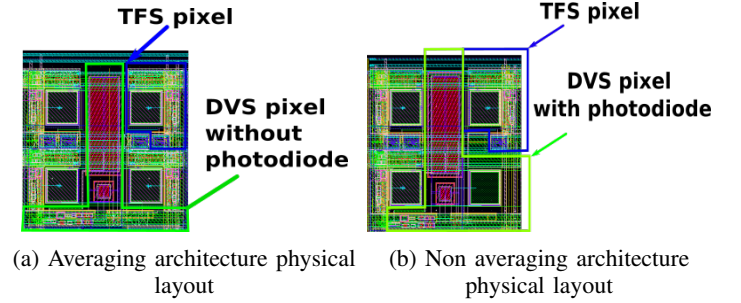 TFS pixel
DVS pixel
without
photodiode
TFS pixel
DVS pixel
with photodiode
(a) Averaging architecture physical
layout
(b) Non averaging architecture
physical layout